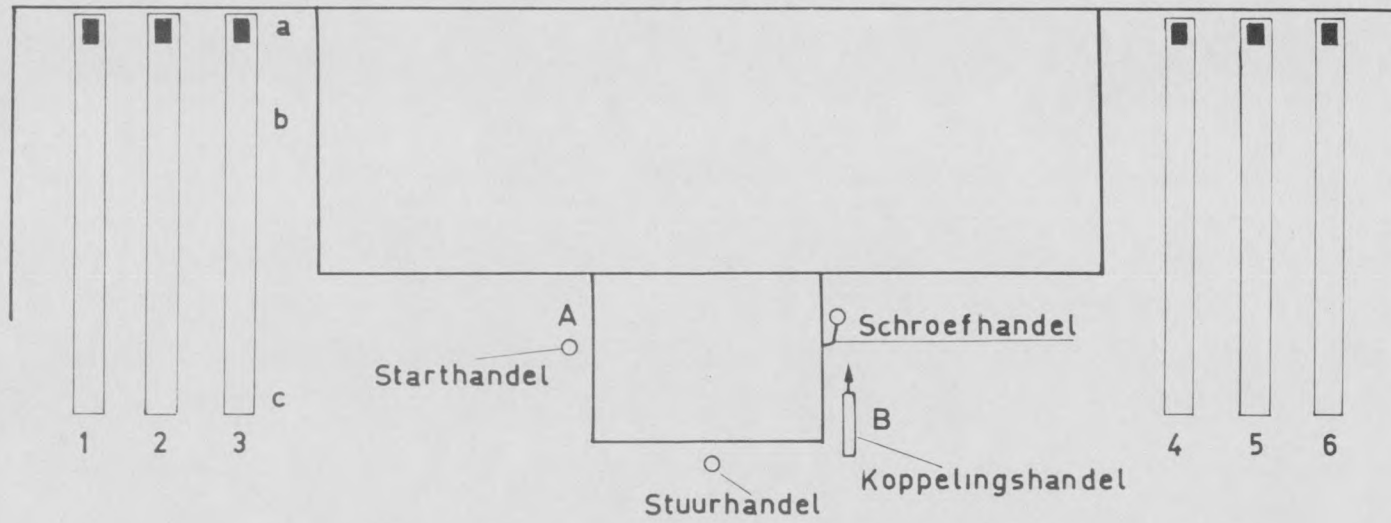 a
b
c
1 2 3
A
Starthandel
Stuurhandel
Schroefhandel
B
Koppelingshandel
4 5 6